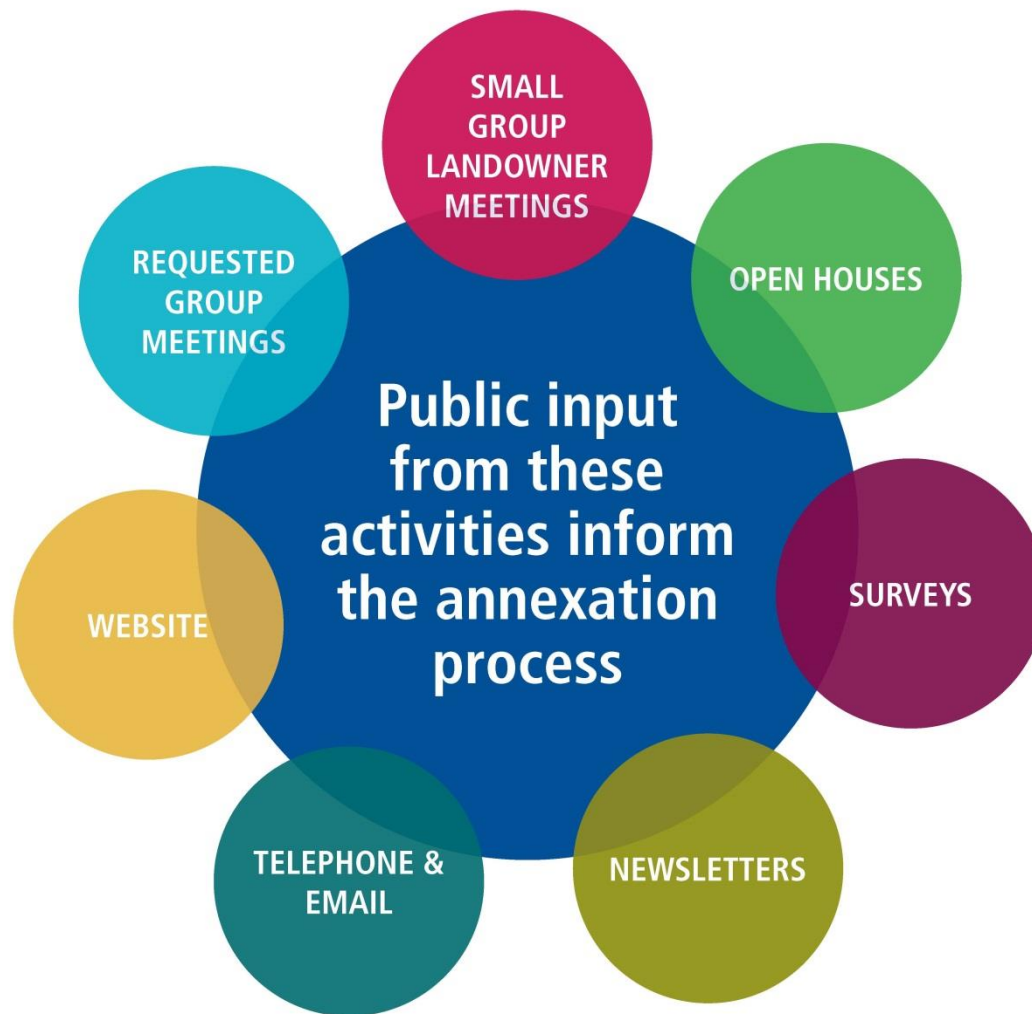 SMALL
GROUP
LANDOWNER
MEETINGS
OPEN HOUSES
REQUESTED
GROUP
MEETINGS
Public input
from these
activities inform
the annexation
process
SURVEYS
WEBSITE
TELEPHONE &
EMAIL
NEWSLETTERS